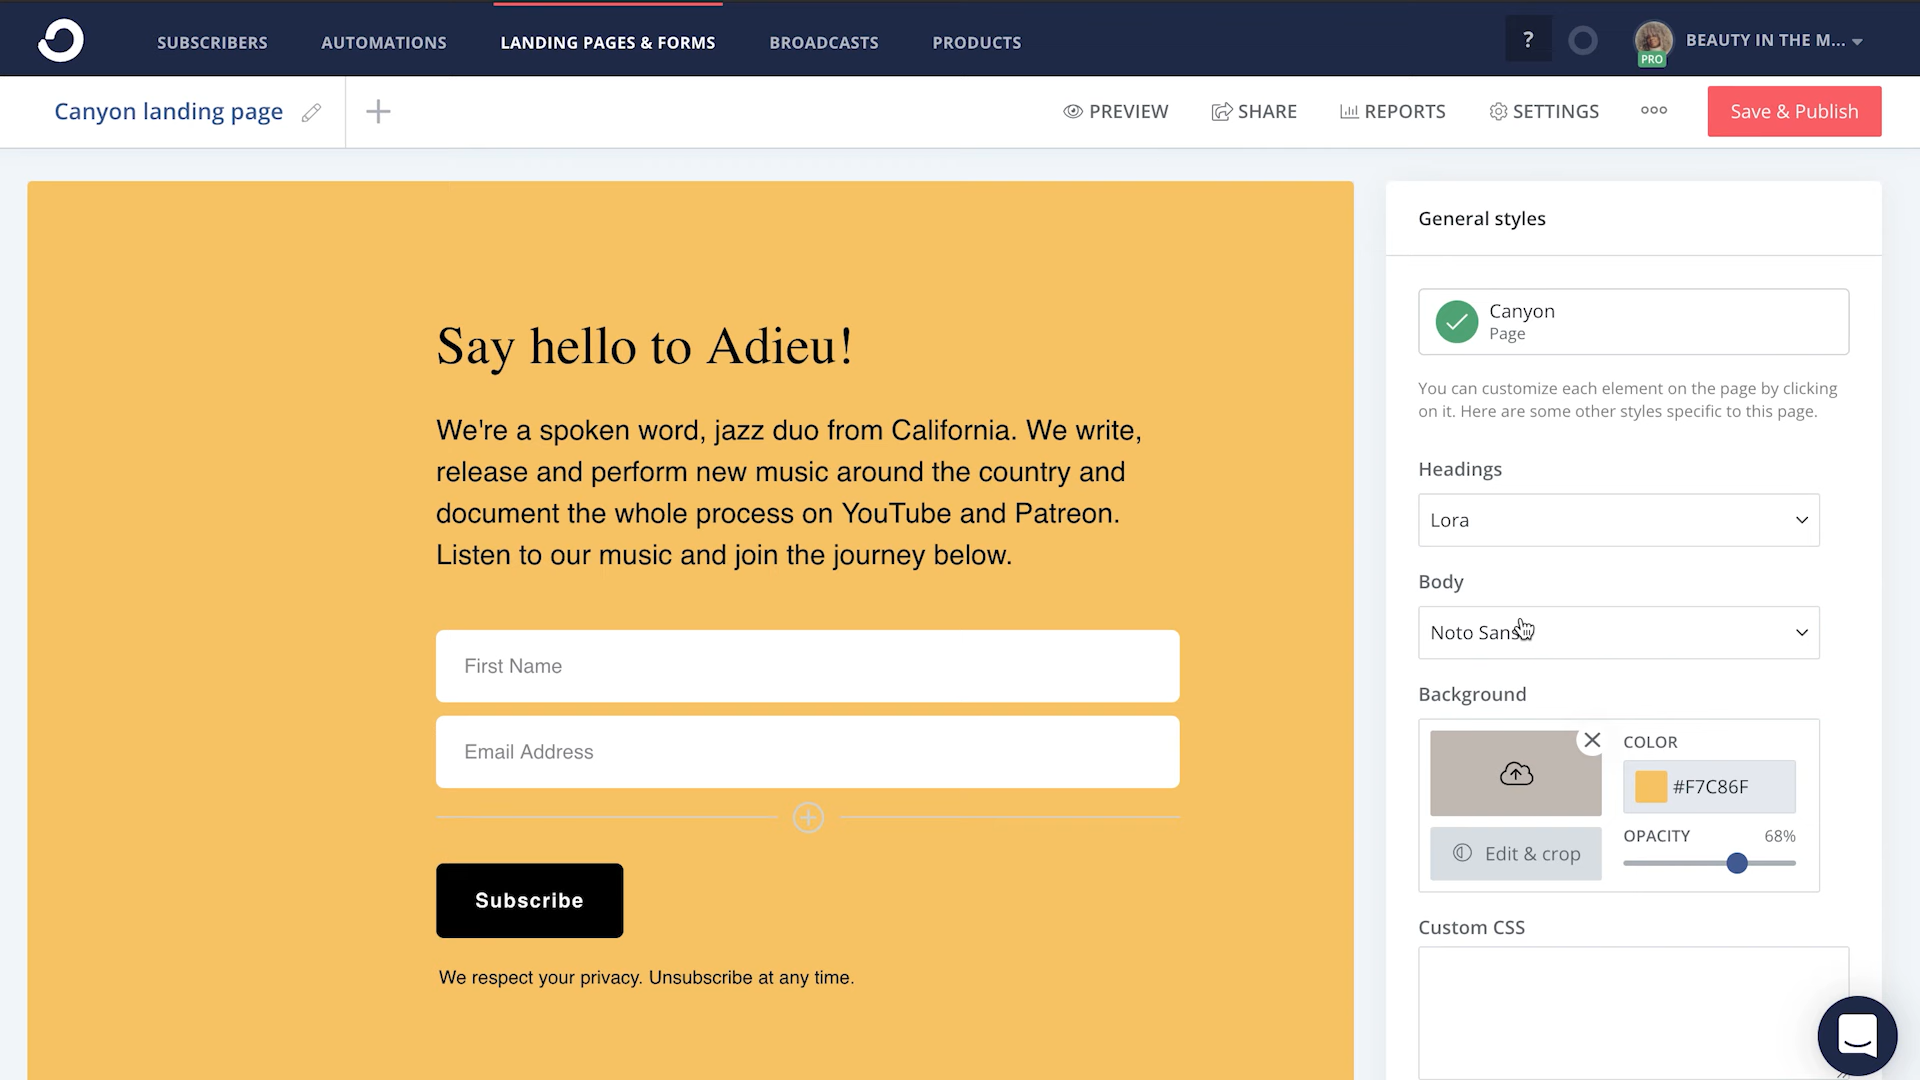 SUBSCRIBERS AUTOMATIONS LANDING PAGES & FORMS BROADCASTS PRODUCTS ? PRO BEAUTY IN THE M...
Canyon landing page PREVIEW SHARE REPORTS SETTINGS Save & Publish
Say hello to Adieu!
We're a spoken word, jazz duo from California. We write,
release and perform new music around the country and
document the whole process on YouTube and Patreon.
Listen to our music and join the journey below.
First Name
Email Address
Subscribe
We respect your privacy. Unsubscribe at any time.
General styles
Canyon
Page
You can customize each element on the page by clicking
on it. Here are some other styles specific to this page.
Headings
Lora
Body
Noto Sans
Background
COLOR
#F7C86F
OPACITY 68%
Edit & crop
Custom CSS